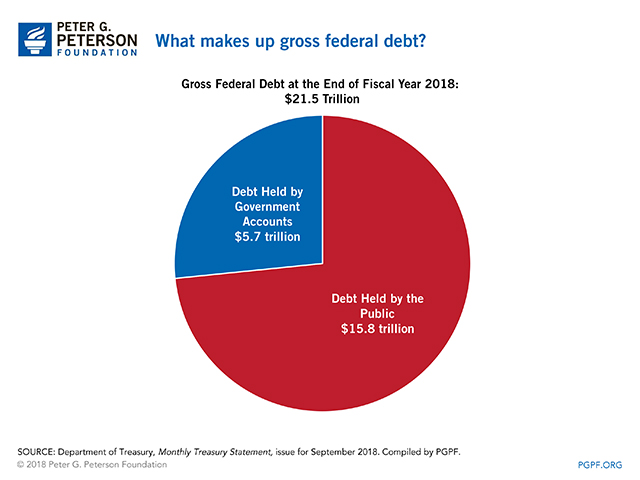 PETER G.
PETERSON
FOUNDATION
What makes up gross federal debt?
Gross Federal Debt at the End of Fiscal Year 2018:
$21.5 Trillion
Debt Held by
Government
Accounts
$5.7 trillion
Debt Held by the
Public
$15.8 trillion
SOURCE: Department of Treasury, Monthly Treasury Statement, issue for September 2018. Compiled by PGPF.
© 2018 Peter G. Peterson Foundation
PGPF.ORG